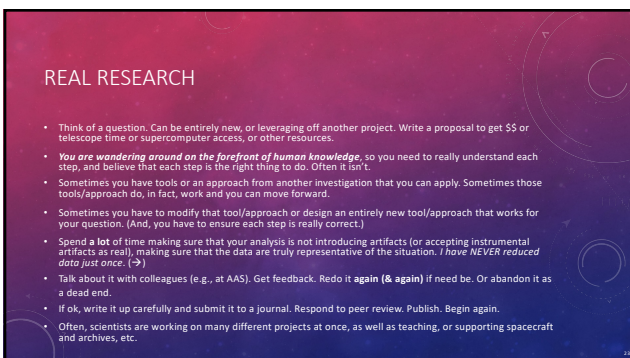 REAL RESEARCH
• Think of a question. Can be entirely new, or leveraging off another project. Write a proposal to get $$ or
telescope time or supercomputer access, or other resources.
• You are wandering around on the forefront of human knowledge, so you need to really understand each
step, and believe that each step is the right thing to do. Often it isn't.
• Sometimes you have tools or an approach from another investigation that you can apply. Sometimes those
tools/approach do, in fact, work and you can move forward.
• Sometimes you have to modify that tool/approach or design an entirely new tool/approach that works for
your question. (And, you have to ensure each step is really correct.)
• Spend a lot of time making sure that your analysis is not introducing artifacts (or accepting instrumental
artifacts as real), making sure that the data are truly representative of the situation. I have NEVER reduced
data just once. (→)
• Talk about it with colleagues (e.g., at AAS). Get feedback. Redo it again (& again) if need be. Or abandon it as
a dead end.
• If ok, write it up carefully and submit it to a journal. Respond to peer review. Publish. Begin again.
• Often, scientists are working on many different projects at once, as well as teaching, or supporting spacecraft
and archives, etc.